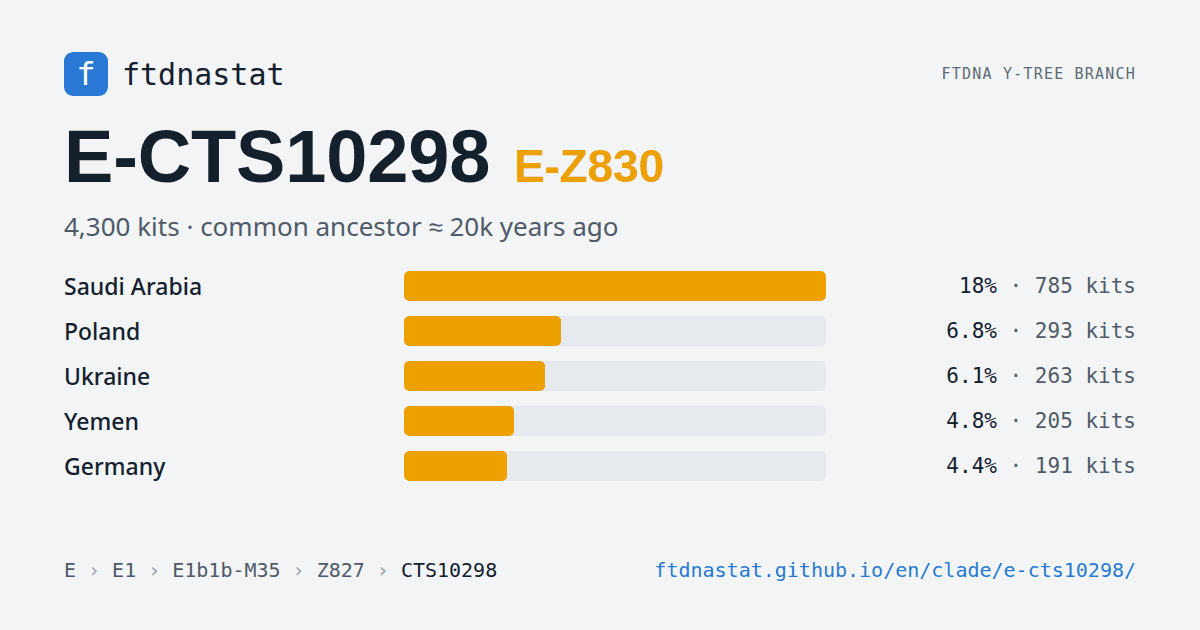 f ftdnastat
FTDNA Y-TREE BRANCH
E-CTS10298 E-Z830
4,300 kits · common ancestor ≈ 20k years ago
Saudi Arabia 18% · 785 kits
Poland 6.8% · 293 kits
Ukraine 6.1% · 263 kits
Yemen 4.8% · 205 kits
Germany 4.4% · 191 kits
E › E1 › E1b1b-M35 › Z827 › CTS10298
ftdnastat.github.io/en/clade/e-cts10298/